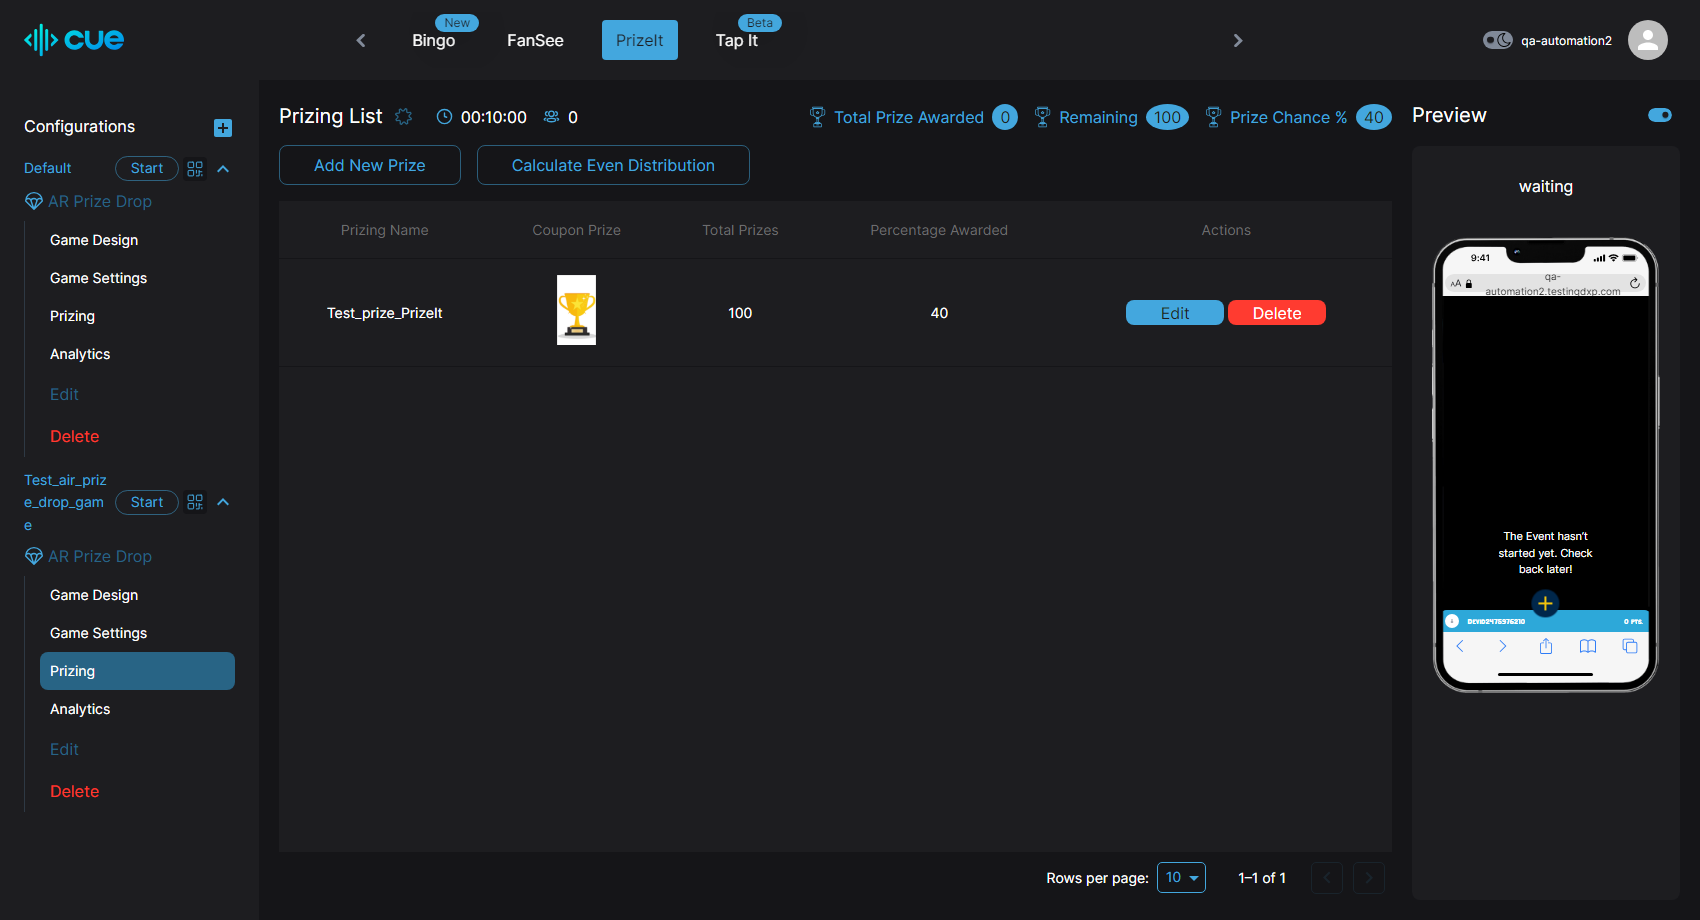 cue
New
Bingo
FanSee
PrizeIt
Beta
Tap It
qa-automation2
Configurations
Default
Start
AR Prize Drop
Game Design
Game Settings
Prizing
Analytics
Edit
Delete
Test_air_priz
e_drop_gam
e
Start
AR Prize Drop
Game Design
Game Settings
Prizing
Analytics
Edit
Delete
Prizing List
00:10:00
0
Total Prize Awarded 0
Remaining 100
Prize Chance % 40
Add New Prize
Calculate Even Distribution
Prizing Name
Coupon Prize
Total Prizes
Percentage Awarded
Actions
Test_prize_PrizeIt
100
40
Edit
Delete
Rows per page: 10
1–1 of 1
Preview
waiting
9:41
AA
qa-
automation2.testingdxp.com
The Event hasn't
started yet. Check
back later!
0 PTS.